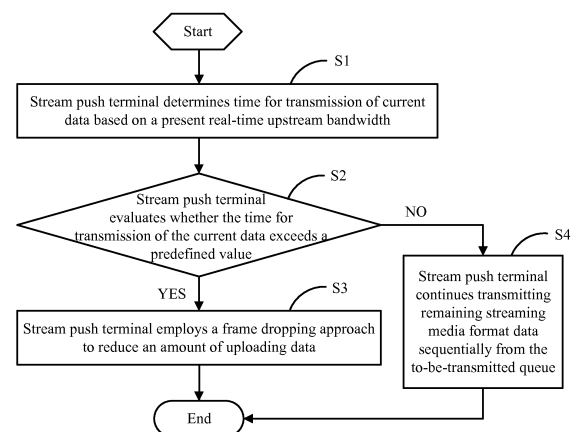 Start
S1
Stream push terminal determines time for transmission of current
data based on a present real-time upstream bandwidth
S2
Stream push terminal
evaluates whether the time for
transmission of the current data exceeds a
predefined value
NO
S4
Stream push terminal
continues transmitting
remaining streaming
media format data
sequentially from the
to-be-transmitted queue
YES
S3
Stream push terminal employs a frame dropping approach
to reduce an amount of uploading data
End